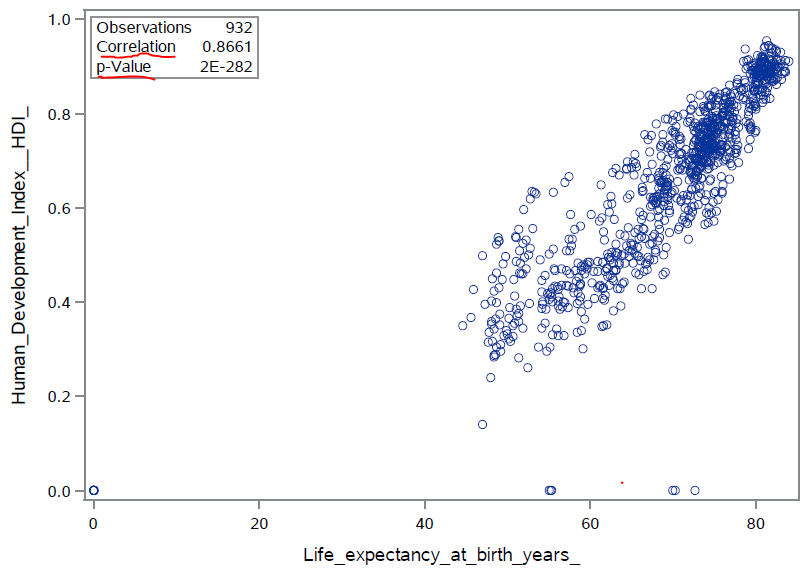 Observations 932
Correlation 0.8661
p-Value 2E-282
1.0
0.8
0.6
0.4
0.2
0.0
Human_Development_Index__HDI_
0 20 40 60 80
Life_expectancy_at_birth_years_